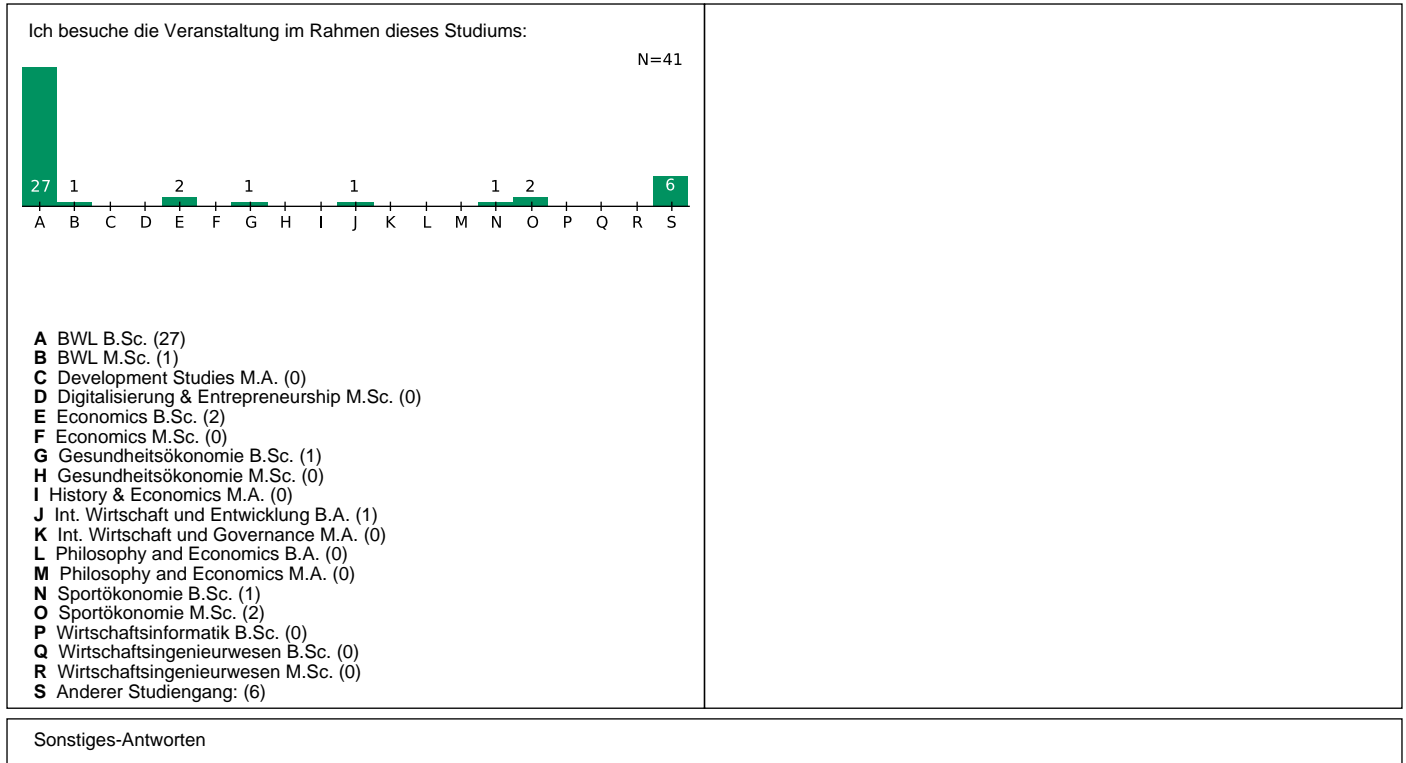 Ich besuche die Veranstaltung im Rahmen dieses Studiums:
N=41
27 1 2 1 1 1 2 6
A B C D E F G H I J K L M N O P Q R S
A BWL B.Sc. (27)
B BWL M.Sc. (1)
C Development Studies M.A. (0)
D Digitalisierung & Entrepreneurship M.Sc. (0)
E Economics B.Sc. (2)
F Economics M.Sc. (0)
G Gesundheitsökonomie B.Sc. (1)
H Gesundheitsökonomie M.Sc. (0)
I History & Economics M.A. (0)
J Int. Wirtschaft und Entwicklung B.A. (1)
K Int. Wirtschaft und Governance M.A. (0)
L Philosophy and Economics B.A. (0)
M Philosophy and Economics M.A. (0)
N Sportökonomie B.Sc. (1)
O Sportökonomie M.Sc. (2)
P Wirtschaftsinformatik B.Sc. (0)
Q Wirtschaftsingenieurwesen B.Sc. (0)
R Wirtschaftsingenieurwesen M.Sc. (0)
S Anderer Studiengang: (6)
Sonstiges-Antworten